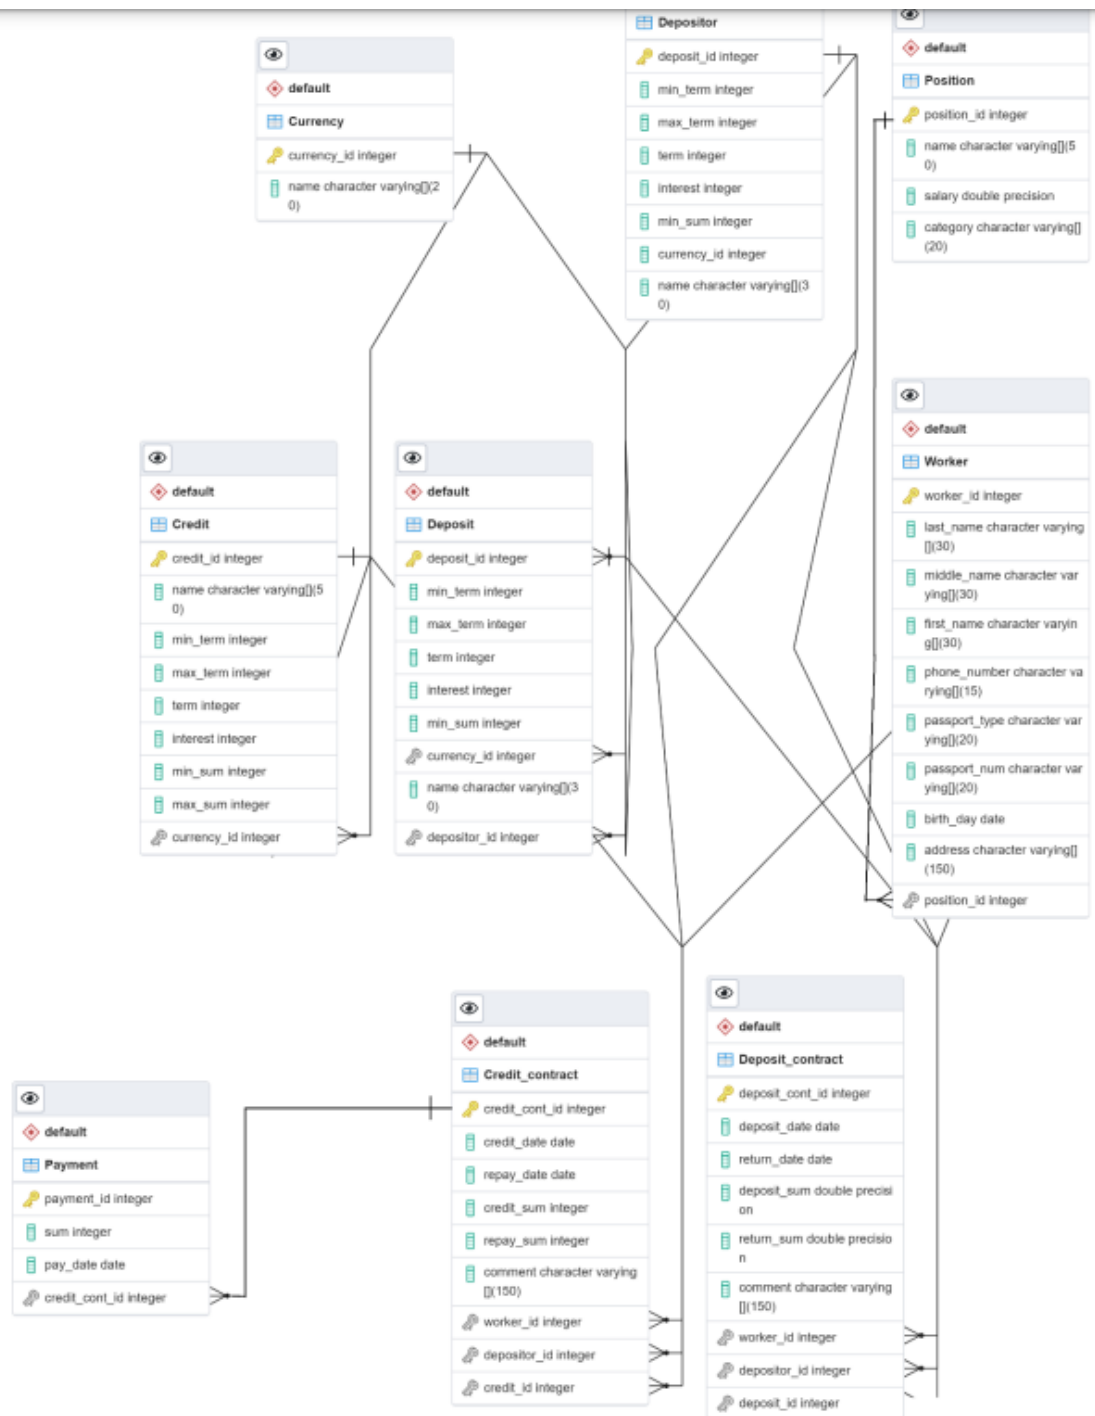 default
Currency
currency_id integer
name character varying[](2
0)
Depositor
deposit_id integer
min_term integer
max_term integer
term integer
interest integer
min_sum integer
currency_id integer
name character varying[](3
0)
default
Position
position_id integer
name character varying[](5
0)
salary double precision
category character varying[]
(20)
default
Credit
credit_id integer
name character varying[](5
0)
min_term integer
max_term integer
term integer
interest integer
min_sum integer
max_sum integer
currency_id integer
default
Deposit
deposit_id integer
min_term integer
max_term integer
term integer
interest integer
min_sum integer
currency_id integer
name character varying[](3
0)
depositor_id integer
default
Worker
worker_id integer
last_name character varying
[](30)
middle_name character var
ying[](30)
first_name character varyin
g[](30)
phone_number character va
rying[](15)
passport_type character var
ying[](20)
passport_num character var
ying[](20)
birth_day date
address character varying[]
(150)
position_id integer
default
Payment
payment_id integer
sum integer
pay_date date
credit_cont_id integer
default
Credit_contract
credit_cont_id integer
credit_date date
repay_date date
credit_sum integer
repay_sum integer
comment character varying
[](150)
worker_id integer
depositor_id integer
credit_id integer
default
Deposit_contract
deposit_cont_id integer
deposit_date date
return_date date
deposit_sum double precisi
on
return_sum double precisio
n
comment character varying
[](150)
worker_id integer
depositor_id integer
deposit_id integer